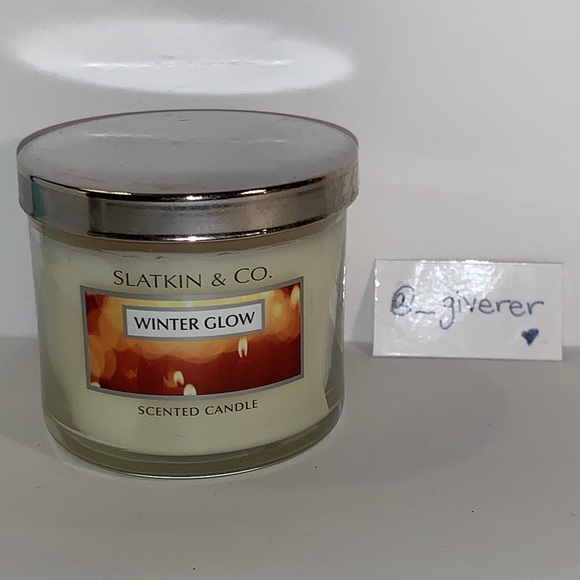 SLATKIN & CO.
WINTER GLOW
SCENTED CANDLE
@_giverer